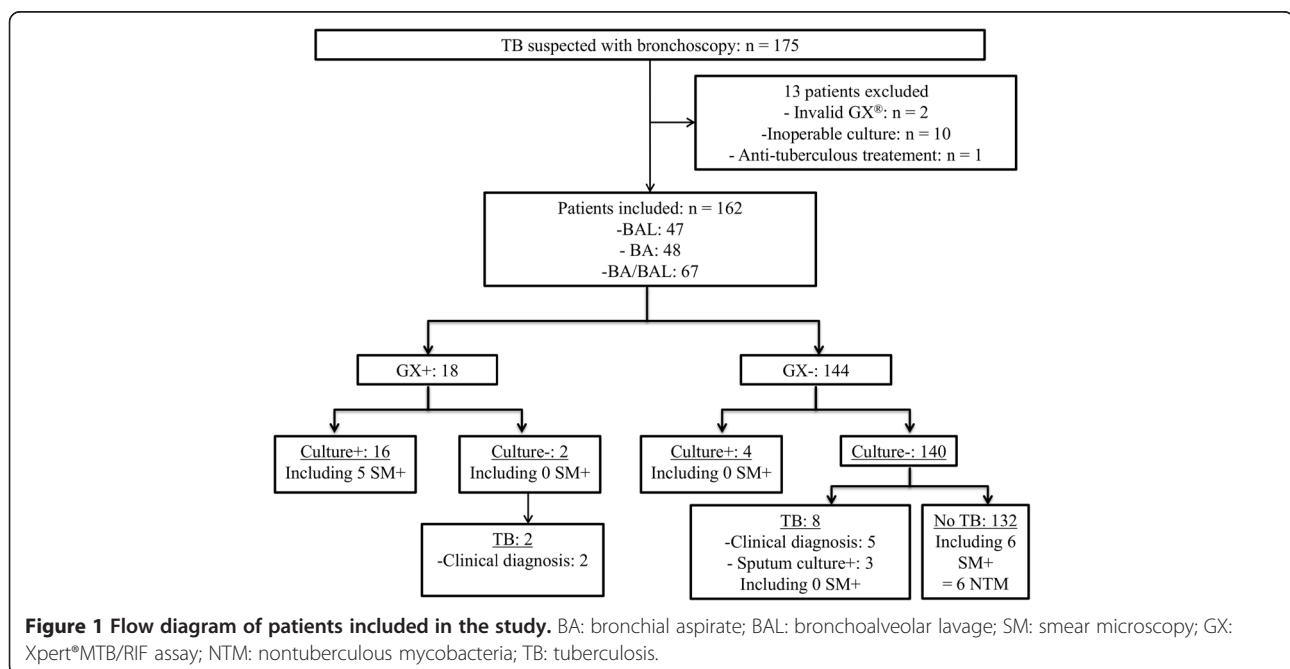 TB suspected with bronchoscopy: n = 175
13 patients excluded
- Invalid GX®: n = 2
-Inoperable culture: n = 10
- Anti-tuberculous treatement: n = 1
Patients included: n = 162
-BAL: 47
- BA: 48
-BA/BAL: 67
GX+: 18
GX-: 144
Culture+: 16
Including 5 SM+
Culture-: 2
Including 0 SM+
Culture+: 4
Including 0 SM+
Culture-: 140
TB: 2
-Clinical diagnosis: 2
TB: 8
-Clinical diagnosis: 5
- Sputum culture+: 3
Including 0 SM+
No TB: 132
Including 6
SM+
= 6 NTM
Figure 1 Flow diagram of patients included in the study. BA: bronchial aspirate; BAL: bronchoalveolar lavage; SM: smear microscopy; GX:
Xpert®MTB/RIF assay; NTM: nontuberculous mycobacteria; TB: tuberculosis.